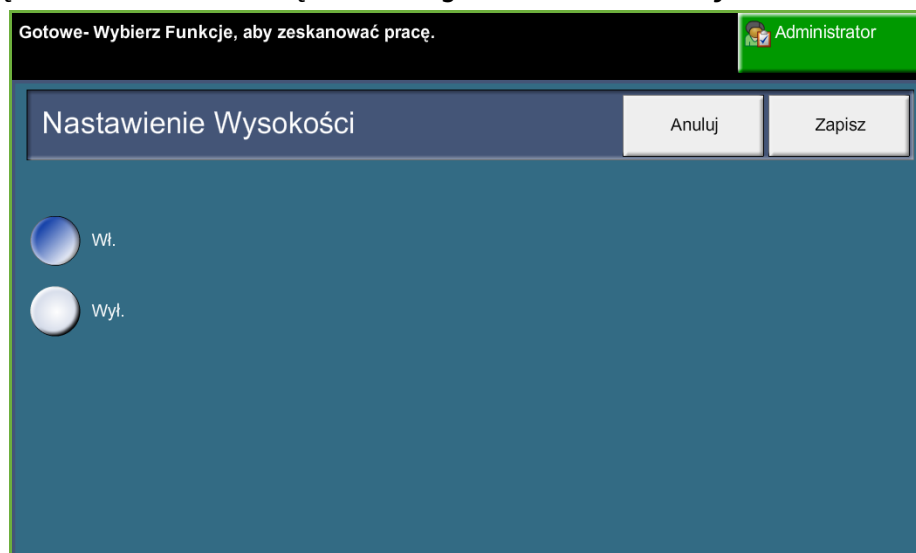 Gotowe- Wybierz Funkcje, aby zeskanować pracę.
Administrator
Nastawienie Wysokości
Anuluj
Zapisz
Wł.
Wył.